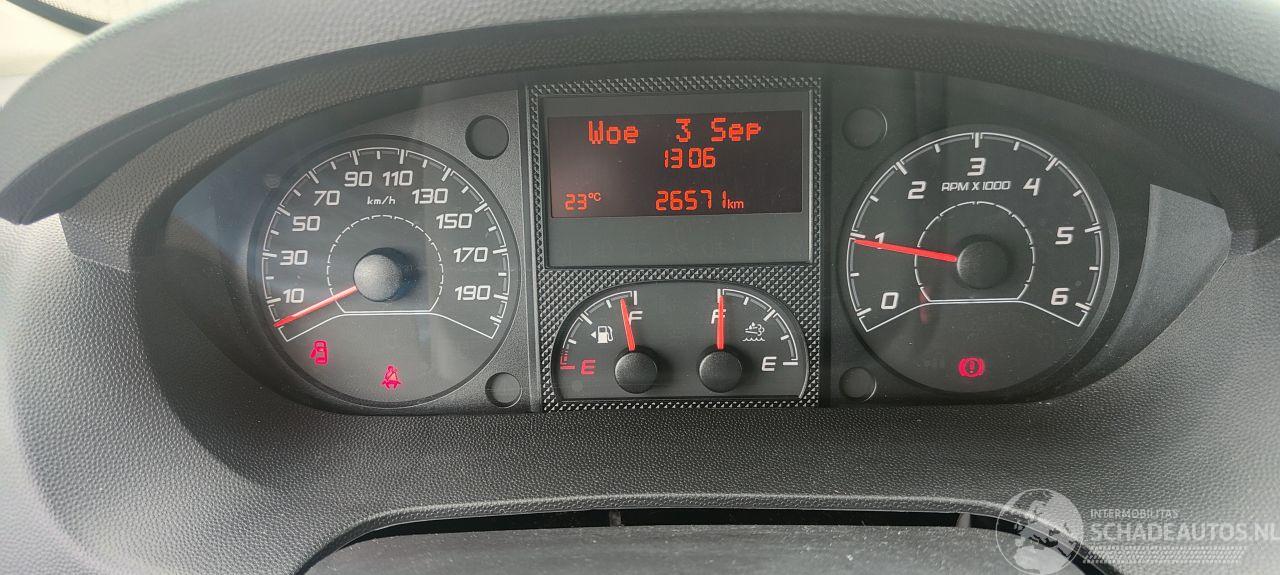 Woe 3 Sep
13 06
23°C 26571 km
10 30 50 70 90 110 130 150 170 190
km/h
F E
F E
0 1 2 3 4 5 6
RPM X 1000
INTERMOBILITAS
SCHADEAUTOS.NL